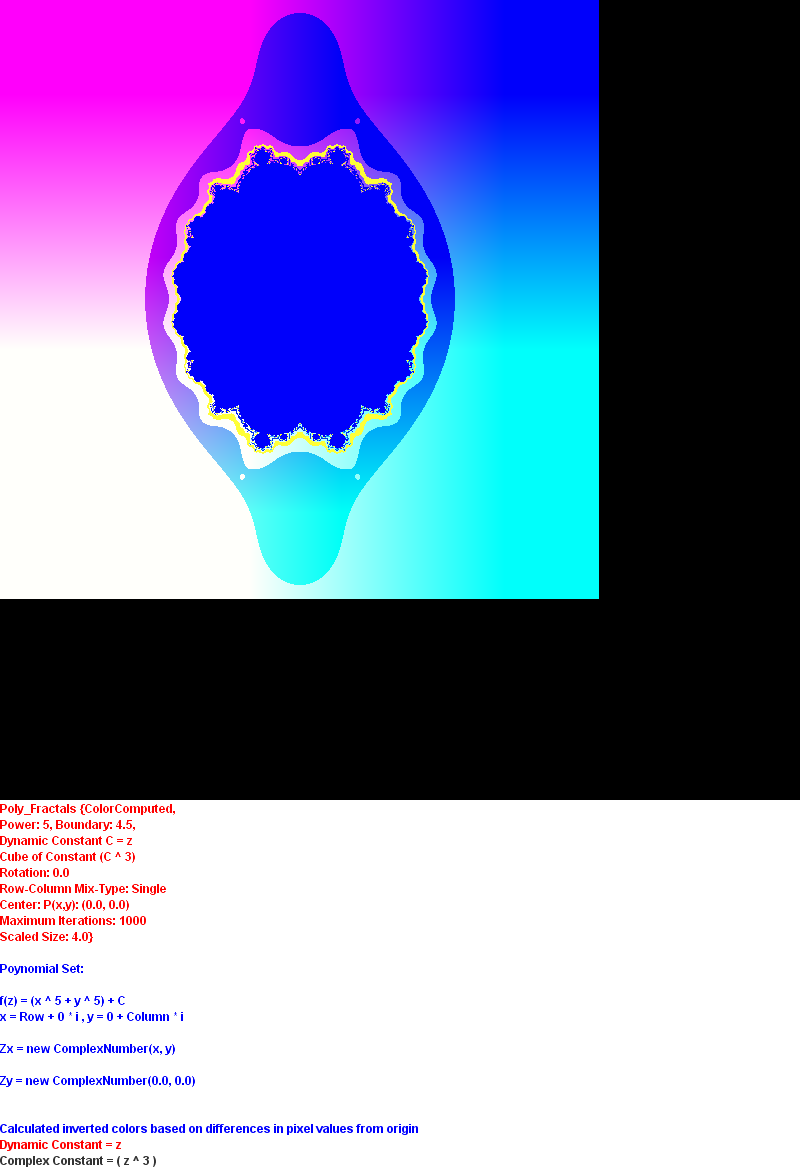 Poly_Fractals {ColorComputed,
Power: 5, Boundary: 4.5,
Dynamic Constant C = z
Cube of Constant (C ^ 3)
Rotation: 0.0
Row-Column Mix-Type: Single
Center: P(x,y): (0.0, 0.0)
Maximum Iterations: 1000
Scaled Size: 4.0}
Poynomial Set:
f(z) = (x ^ 5 + y ^ 5) + C
x = Row + 0 * i , y = 0 + Column * i
Zx = new ComplexNumber(x, y)
Zy = new ComplexNumber(0.0, 0.0)
Calculated inverted colors based on differences in pixel values from origin
Dynamic Constant = z
Complex Constant = ( z ^ 3 )